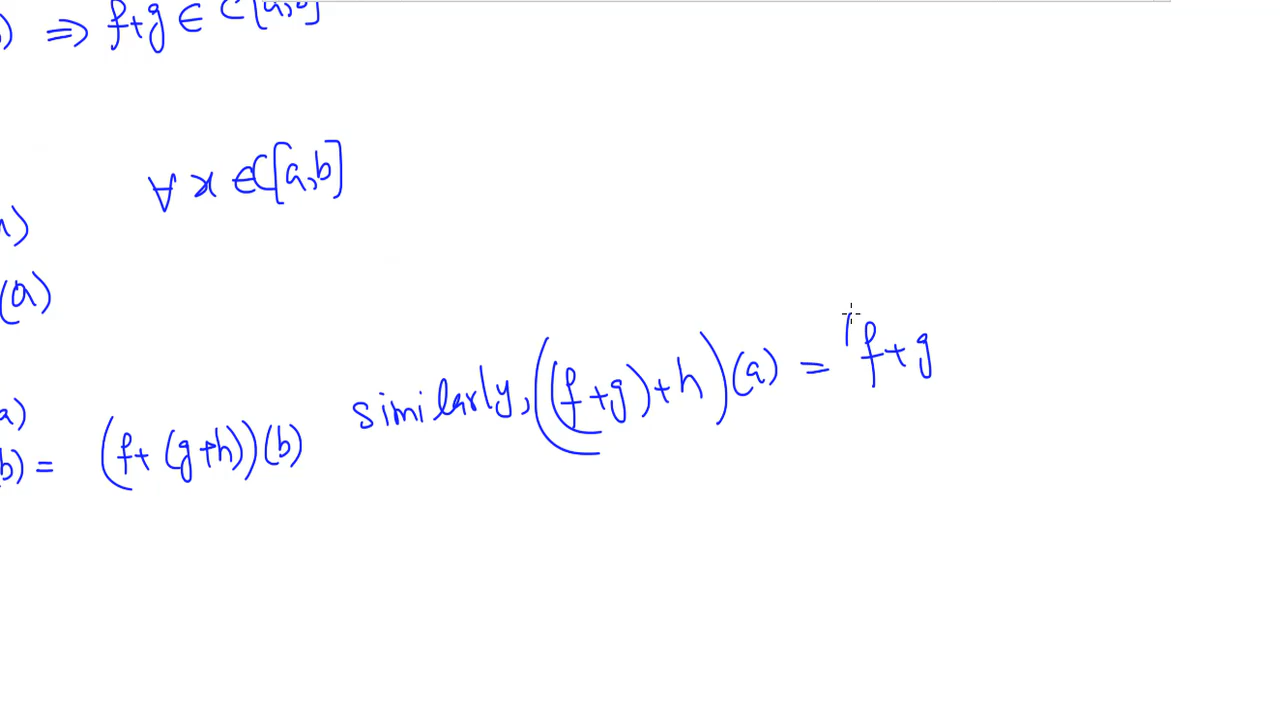 ) ⇒ f+g ∈ C[a,b]
∀ x ∈C[a,b]
)
(a)
similarly, ((f+g)+h)(a) = (f+g
a)
b) = (f+(g+h))(b)